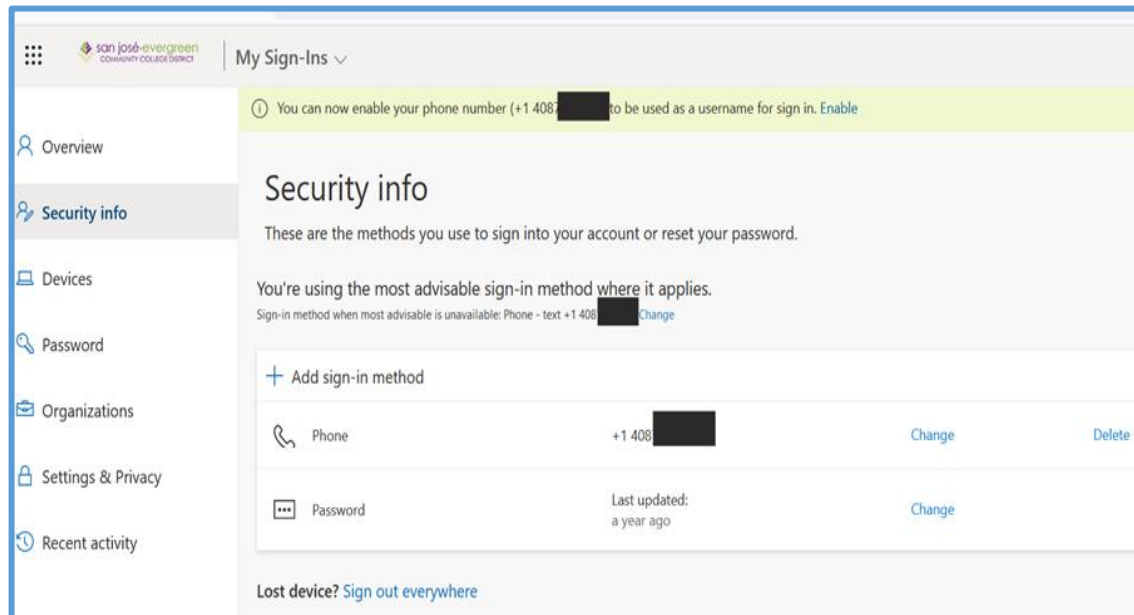 san josé-evergreen
COMMUNITY COLLEGE DISTRICT
My Sign-Ins
You can now enable your phone number (+1 408 to be used as a username for sign in. Enable
Overview
Security info
Devices
Password
Organizations
Settings & Privacy
Recent activity
Security info
These are the methods you use to sign into your account or reset your password.
You're using the most advisable sign-in method where it applies.
Sign-in method when most advisable is unavailable: Phone - text +1 408 Change
+ Add sign-in method
Phone +1 408 Change Delete
Password Last updated: Change
a year ago
Lost device? Sign out everywhere